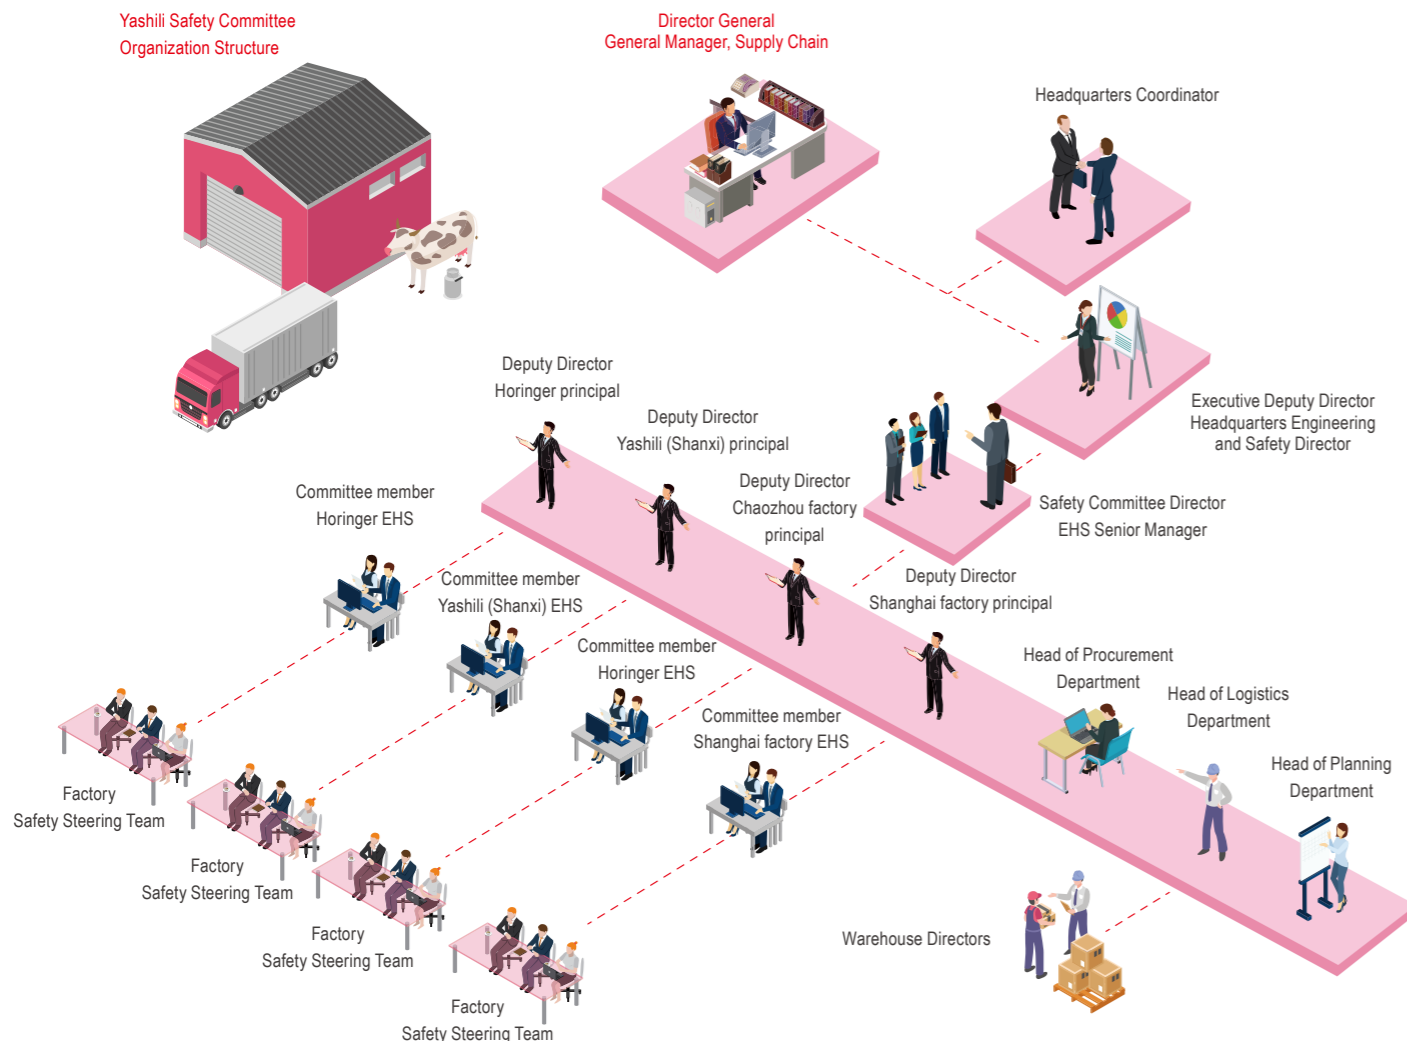 Yashili Safety Committee
Organization Structure
Director General
General Manager, Supply Chain
Headquarters Coordinator
Executive Deputy Director
Headquarters Engineering
and Safety Director
Safety Committee Director
EHS Senior Manager
Deputy Director
Horinger principal
Deputy Director
Yashili (Shanxi) principal
Deputy Director
Chaozhou factory
principal
Deputy Director
Shanghai factory principal
Head of Procurement
Department
Head of Logistics
Department
Head of Planning
Department
Committee member
Horinger EHS
Committee member
Yashili (Shanxi) EHS
Committee member
Horinger EHS
Committee member
Shanghai factory EHS
Factory
Safety Steering Team
Factory
Safety Steering Team
Factory
Safety Steering Team
Factory
Safety Steering Team
Warehouse Directors